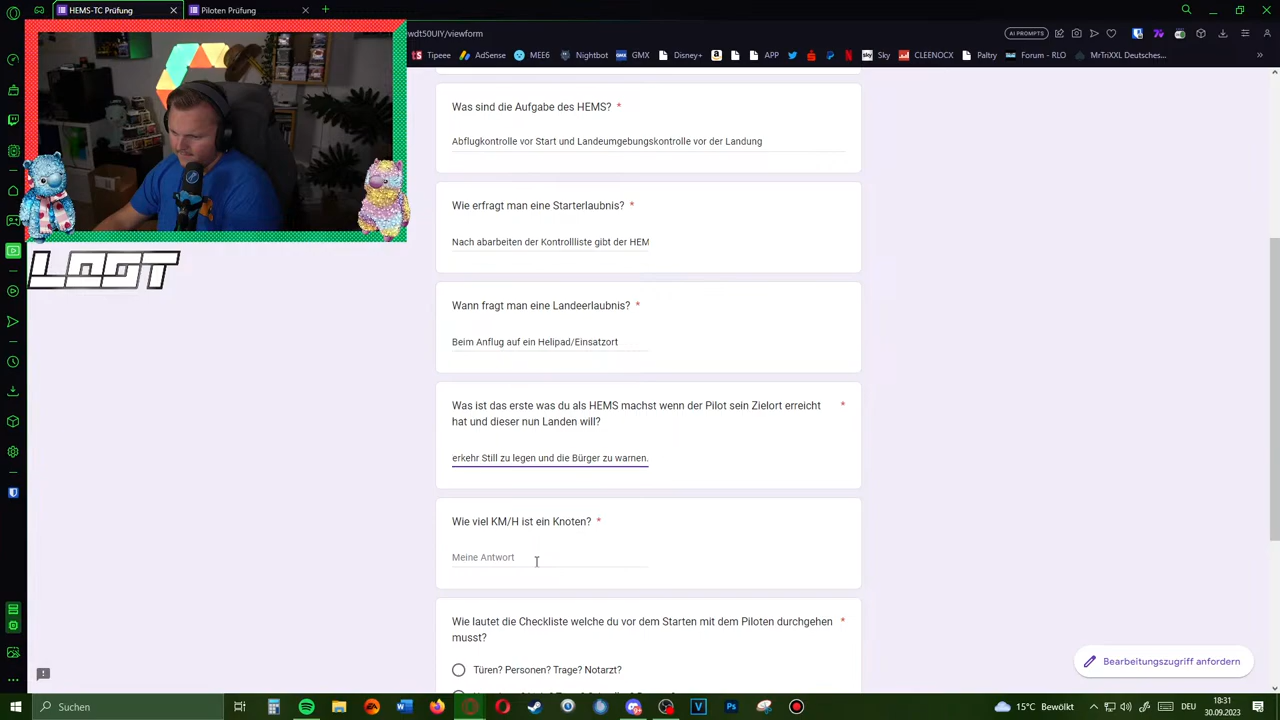 HEMS-TC Prüfung
Piloten Prüfung
wdt50UIY/viewform
AI PROMPTS
Tipeee
AdSense
MEE6
Nightbot
GMX
GMX
Disney+
APP
Sky
CLEENOCX
Paltry
Forum - RLO
MrTriXXL Deutsches...
Was sind die Aufgabe des HEMS? *
Abflugkontrolle vor Start und Landeumgebungskontrolle vor der Landung
Wie erfragt man eine Starterlaubnis? *
Nach abarbeiten der Kontrollliste gibt der HEM
Wann fragt man eine Landeerlaubnis? *
Beim Anflug auf ein Helipad/Einsatzort
Was ist das erste was du als HEMS machst wenn der Pilot sein Zielort erreicht *
hat und dieser nun Landen will?
erkehr Still zu legen und die Bürger zu warnen.
Wie viel KM/H ist ein Knoten? *
Meine Antwort
Wie lautet die Checkliste welche du vor dem Starten mit dem Piloten durchgehen *
musst?
Türen? Personen? Trage? Notarzt?
Bearbeitungszugriff anfordern
LOOT
Suchen
15°C Bewölkt
DEU
18:31
30.09.2023